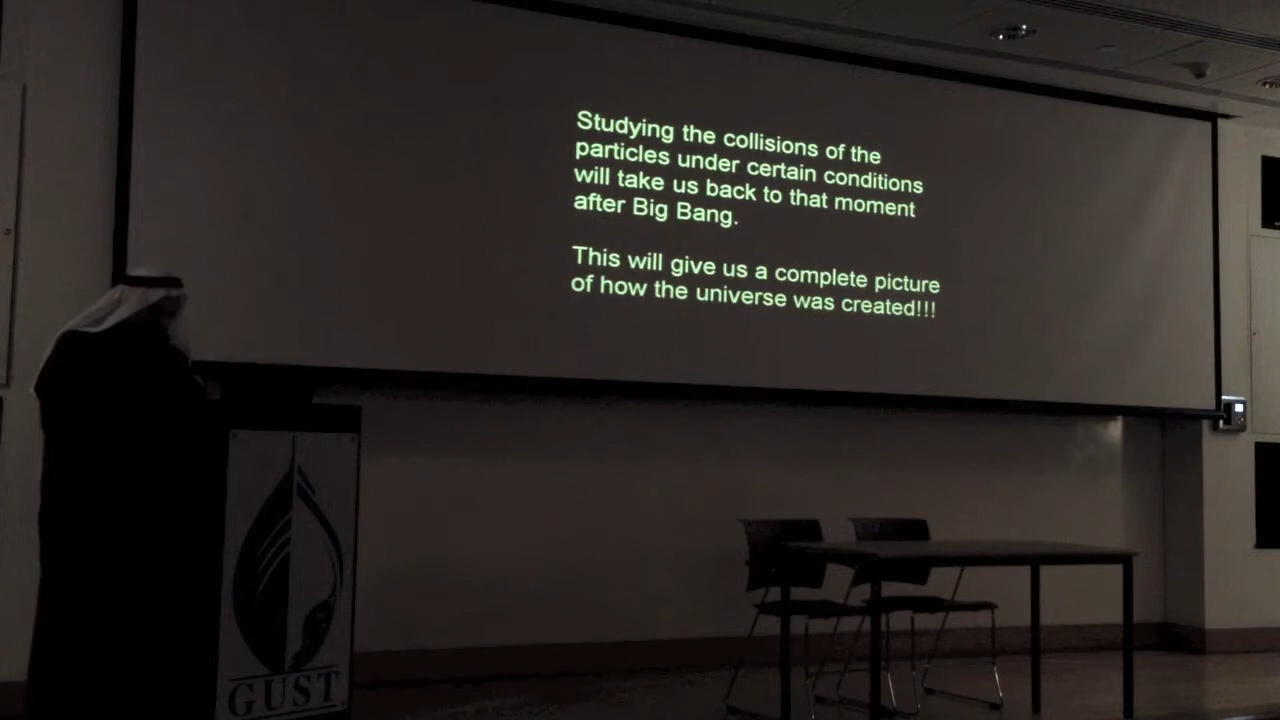 Studying the collisions of the
particles under certain conditions
will take us back to that moment
after Big Bang.
This will give us a complete picture
of how the universe was created!!!
GUST